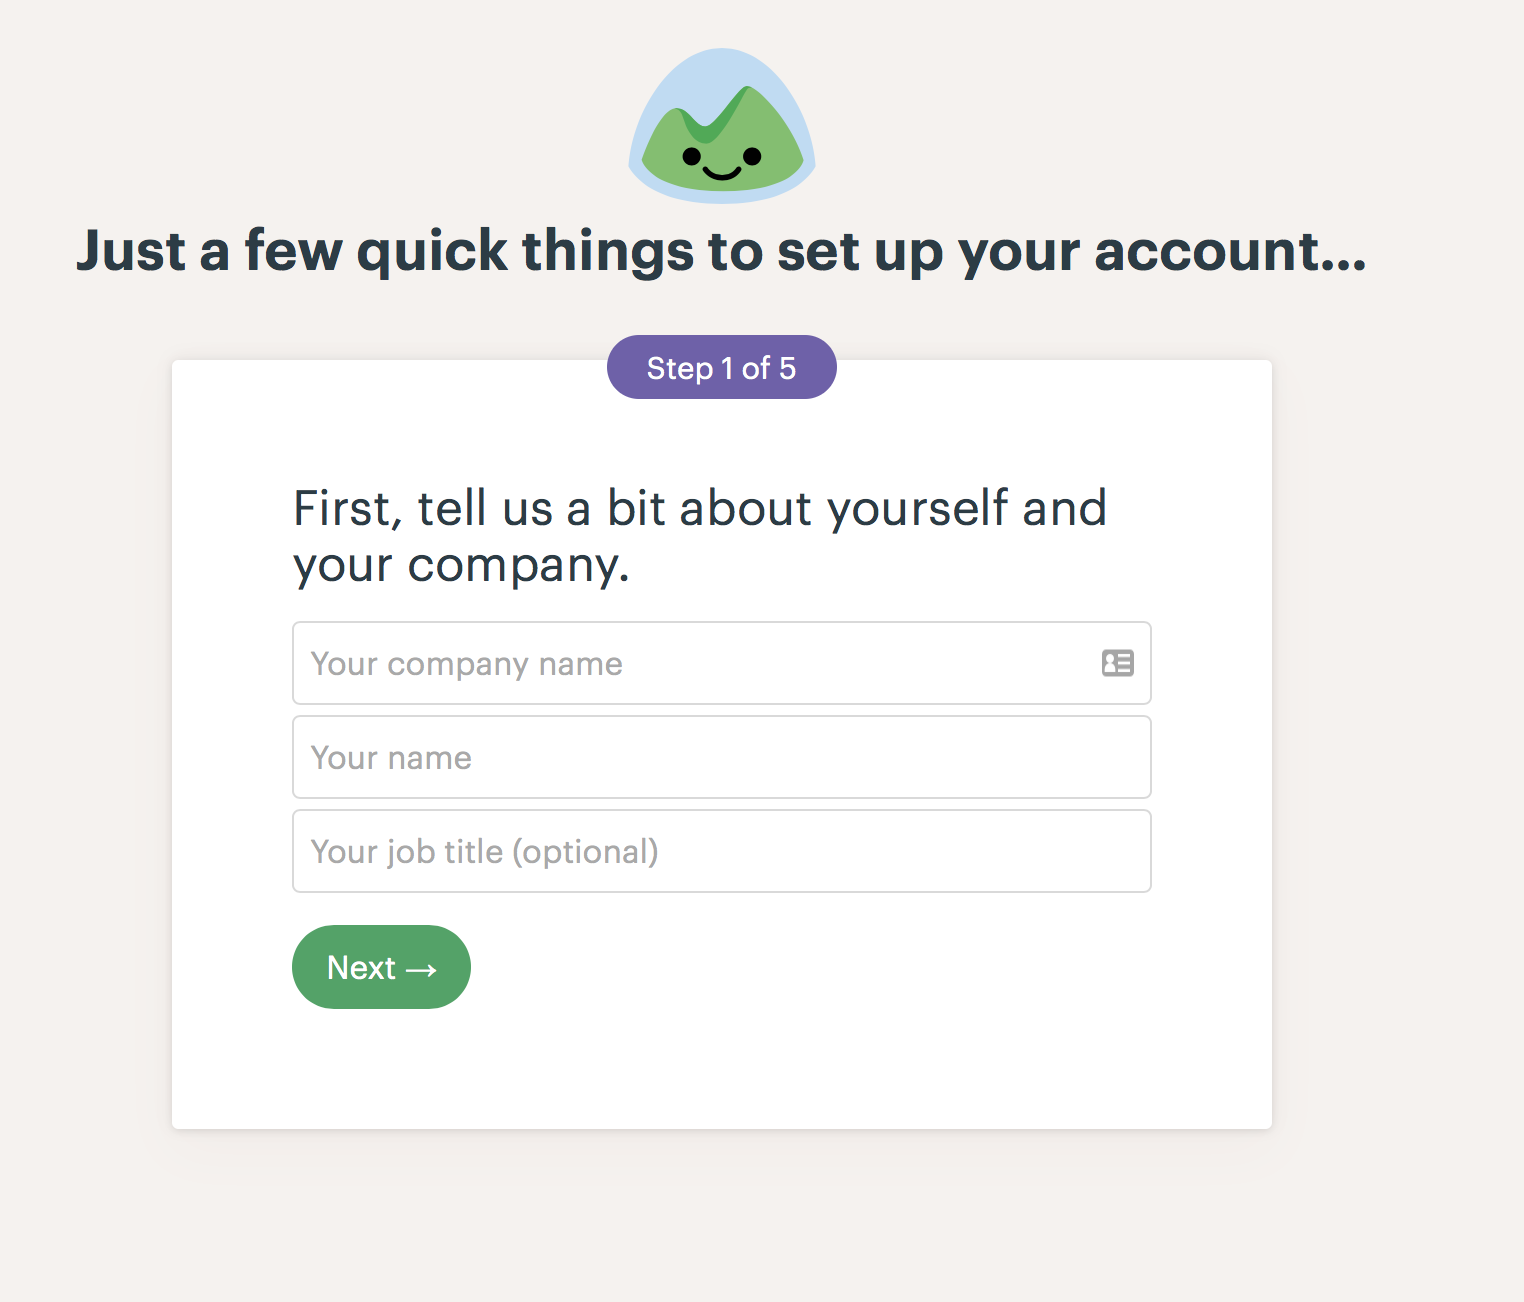 Just a few quick things to set up your account...
Step 1 of 5
First, tell us a bit about yourself and
your company.
Your company name
Your name
Your job title (optional)
Next →